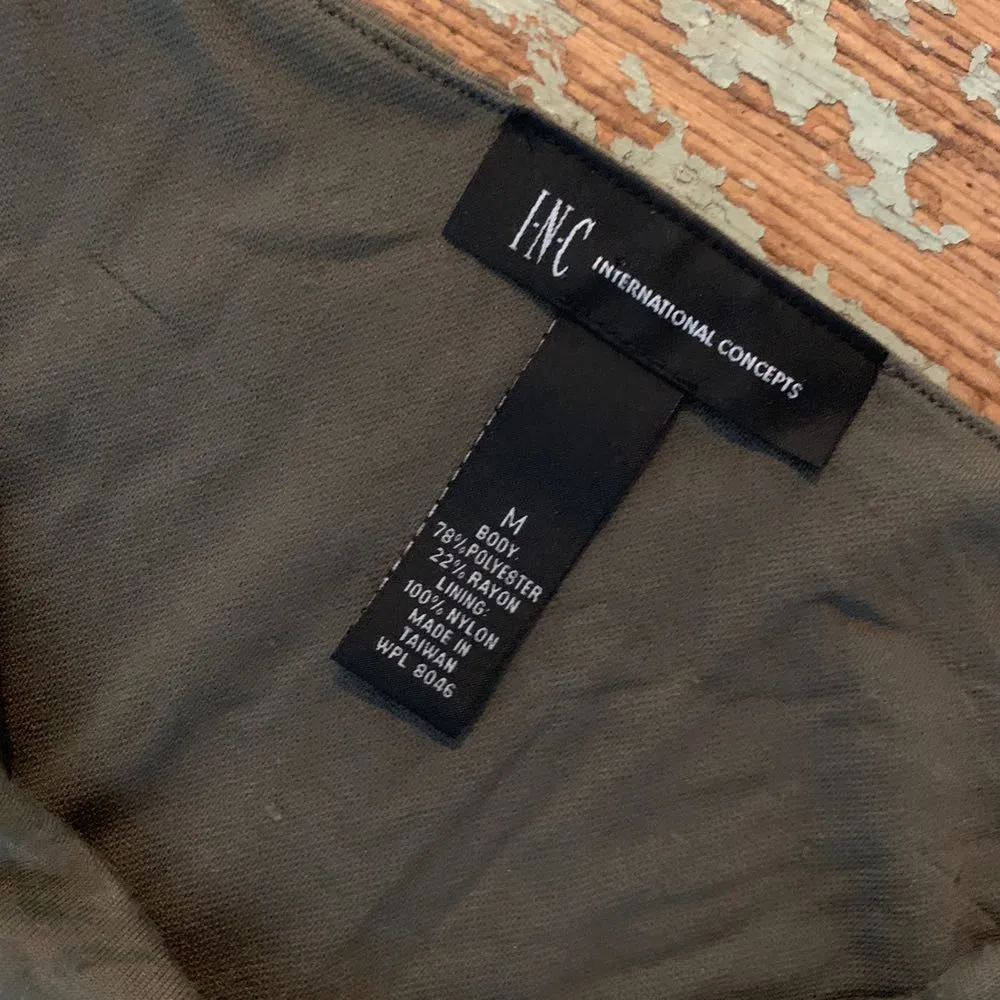 I·N·C INTERNATIONAL CONCEPTS
M
BODY:
78% POLYESTER
22% RAYON
LINING:
100% NYLON
MADE IN
TAIWAN
WPL 8046